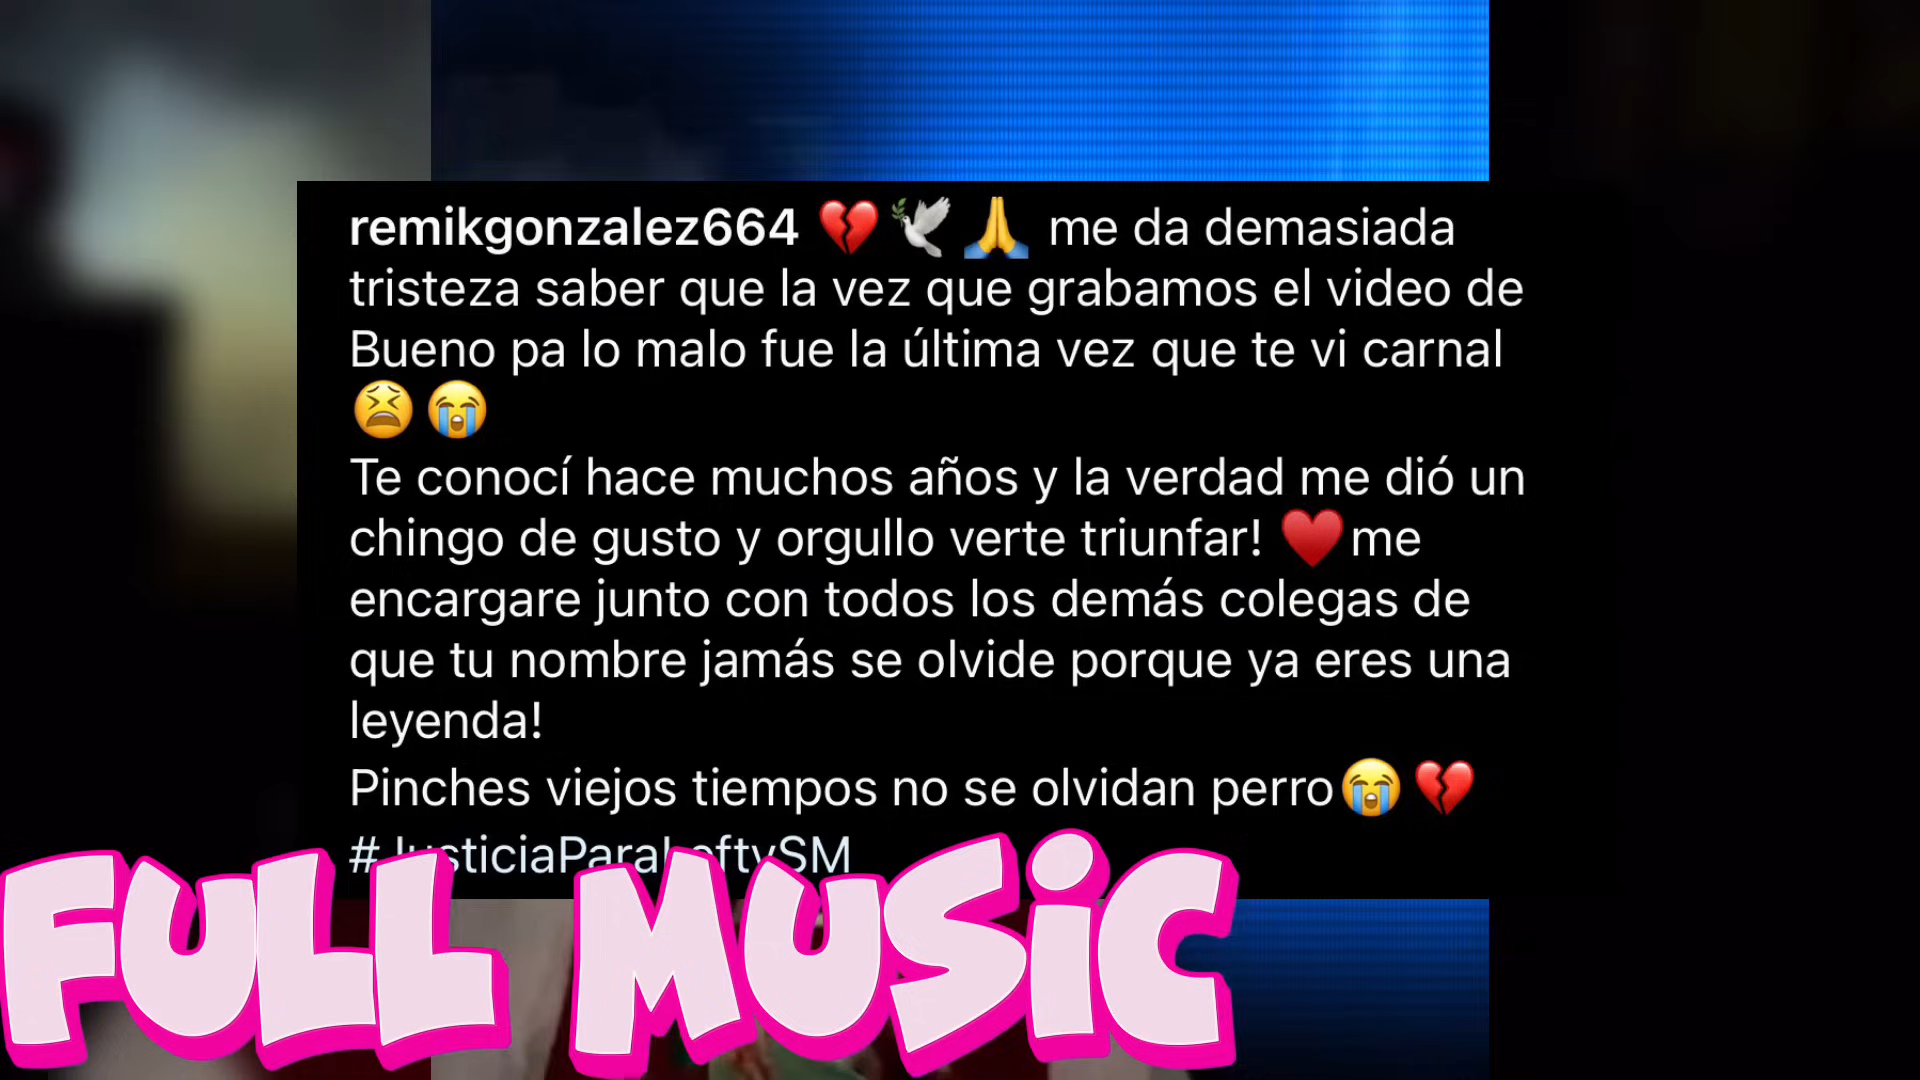 remikgonzalez664 💔🕊️🙏 me da demasiada
tristeza saber que la vez que grabamos el video de
Bueno pa lo malo fue la última vez que te vi carnal
😫😭
Te conocí hace muchos años y la verdad me dió un
chingo de gusto y orgullo verte triunfar! ♥️me
encargare junto con todos los demás colegas de
que tu nombre jamás se olvide porque ya eres una
leyenda!
Pinches viejos tiempos no se olvidan perro😭💔
#JusticiaParaLeftySM
FULL MUSiC